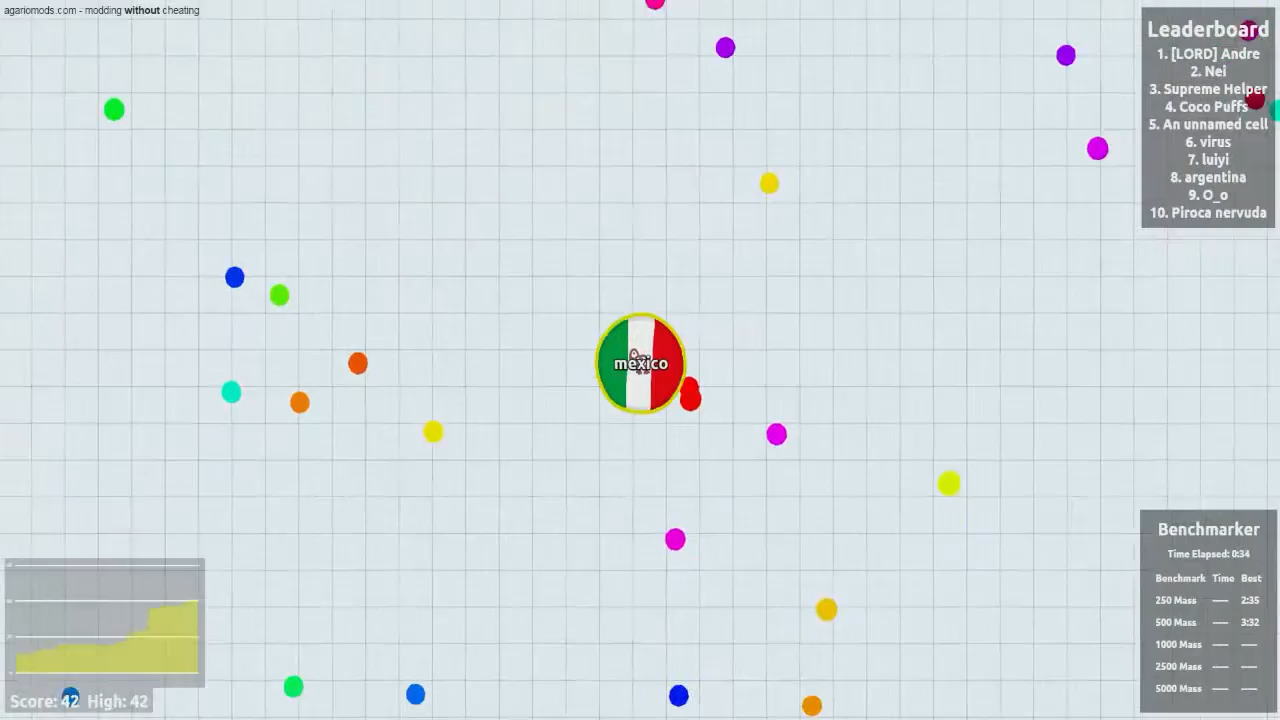 agariomods.com - modding without cheating
Leaderboard
1. [LORD] Andre
2. Nei
3. Supreme Helper
4. Coco Puffs
5. An unnamed cell
6. virus
7. luiyi
8. argentina
9. O_o
10. Piroca nervuda
mexico
Benchmarker
Time Elapsed: 0:34
Benchmark Time Best
250 Mass — 2:35
500 Mass — 3:32
1000 Mass — —
2500 Mass — —
5000 Mass — —
Score: 42 High: 42